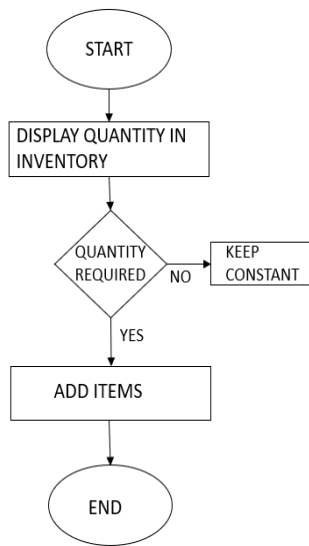 START
DISPLAY QUANTITY IN
INVENTORY
QUANTITY
REQUIRED
NO
KEEP
CONSTANT
YES
ADD ITEMS
END